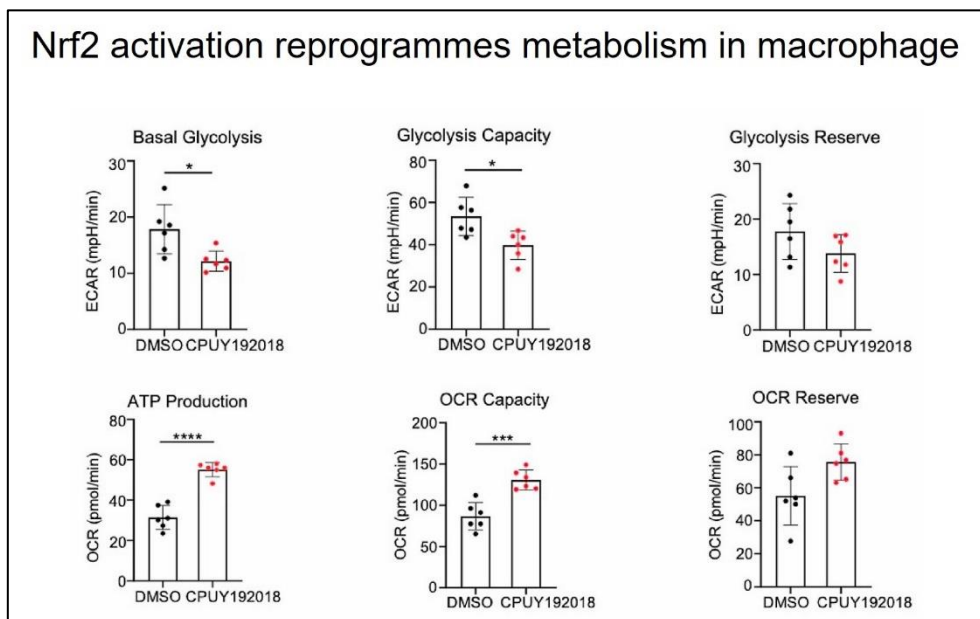 Nrf2 activation reprogrammes metabolism in macrophage
Basal Glycolysis
ECAR (mpH/min)
30
20
10
0
*
DMSO CPUY192018
Glycolysis Capacity
ECAR (mpH/min)
80
60
40
20
0
*
DMSO CPUY192018
Glycolysis Reserve
ECAR (mpH/min)
30
20
10
0
DMSO CPUY192018
ATP Production
OCR (pmol/min)
80
60
40
20
0
****
DMSO CPUY192018
OCR Capacity
OCR (pmol/min)
200
150
100
50
0
***
DMSO CPUY192018
OCR Reserve
OCR (pmol/min)
100
80
60
40
20
0
DMSO CPUY192018